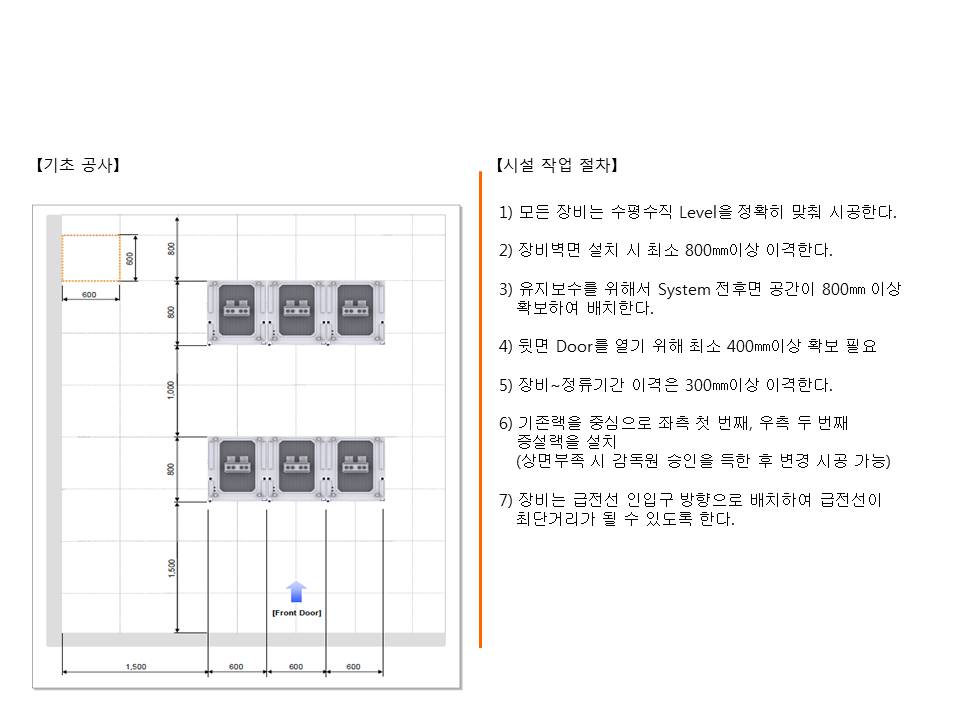 【기초 공사】
600
600
800
800
1,000
800
1,500
[Front Door]
1,500
600
600
600
【시설 작업 절차】
1) 모든 장비는 수평수직 Level을 정확히 맞춰 시공한다.
2) 장비벽면 설치 시 최소 800㎜이상 이격한다.
3) 유지보수를 위해서 System 전후면 공간이 800㎜ 이상
확보하여 배치한다.
4) 뒷면 Door를 열기 위해 최소 400㎜이상 확보 필요
5) 장비~정류기간 이격은 300㎜이상 이격한다.
6) 기존랙을 중심으로 좌측 첫 번째, 우측 두 번째
증설랙을 설치
(상면부족 시 감독원 승인을 득한 후 변경 시공 가능)
7) 장비는 급전선 인입구 방향으로 배치하여 급전선이
최단거리가 될 수 있도록 한다.